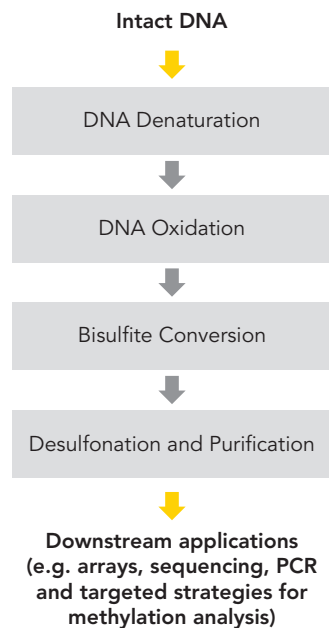 Intact DNA
DNA Denaturation
DNA Oxidation
Bisulfite Conversion
Desulfonation and Purification
Downstream applications
(e.g. arrays, sequencing, PCR
and targeted strategies for
methylation analysis)